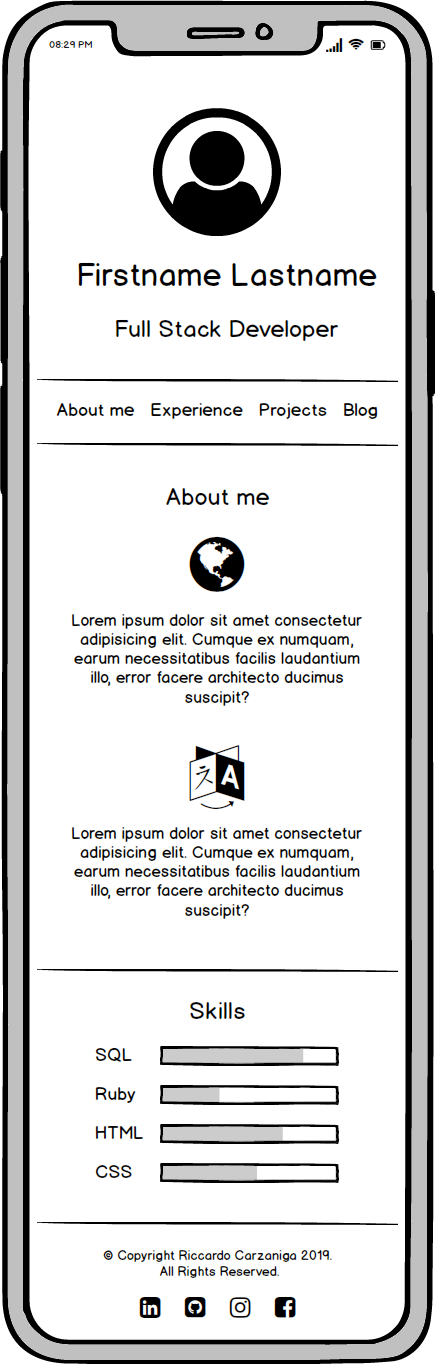 08:29 PM
Firstname Lastname
Full Stack Developer
About me Experience Projects Blog
About me
Lorem ipsum dolor sit amet consectetur
adipisicing elit. Cumque ex numquam,
earum necessitatibus facilis laudantium
illo, error facere architecto ducimus
suscipit?
A
Lorem ipsum dolor sit amet consectetur
adipisicing elit. Cumque ex numquam,
earum necessitatibus facilis laudantium
illo, error facere architecto ducimus
suscipit?
Skills
SQL
Ruby
HTML
CSS
© Copyright Riccardo Carzaniga 2019.
All Rights Reserved.
in f